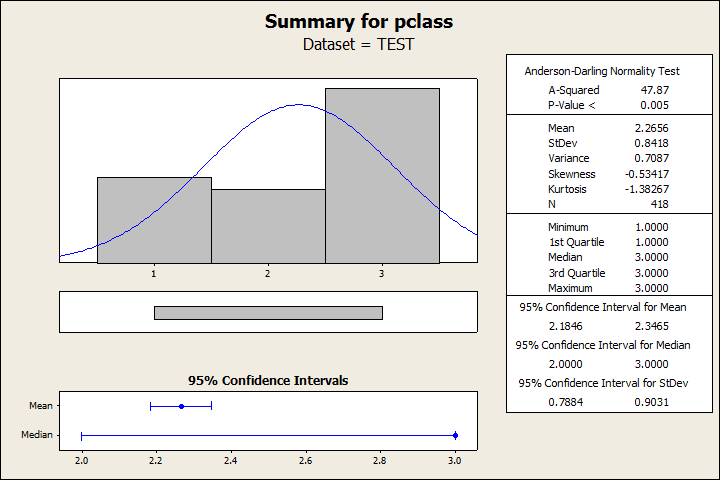 Summary for pclass
Dataset = TEST
1 2 3
95% Confidence Intervals
Mean
Median
2.0 2.2 2.4 2.6 2.8 3.0
Anderson-Darling Normality Test
A-Squared 47.87
P-Value < 0.005
Mean 2.2656
StDev 0.8418
Variance 0.7087
Skewness -0.53417
Kurtosis -1.38267
N 418
Minimum 1.0000
1st Quartile 1.0000
Median 3.0000
3rd Quartile 3.0000
Maximum 3.0000
95% Confidence Interval for Mean
2.1846 2.3465
95% Confidence Interval for Median
2.0000 3.0000
95% Confidence Interval for StDev
0.7884 0.9031